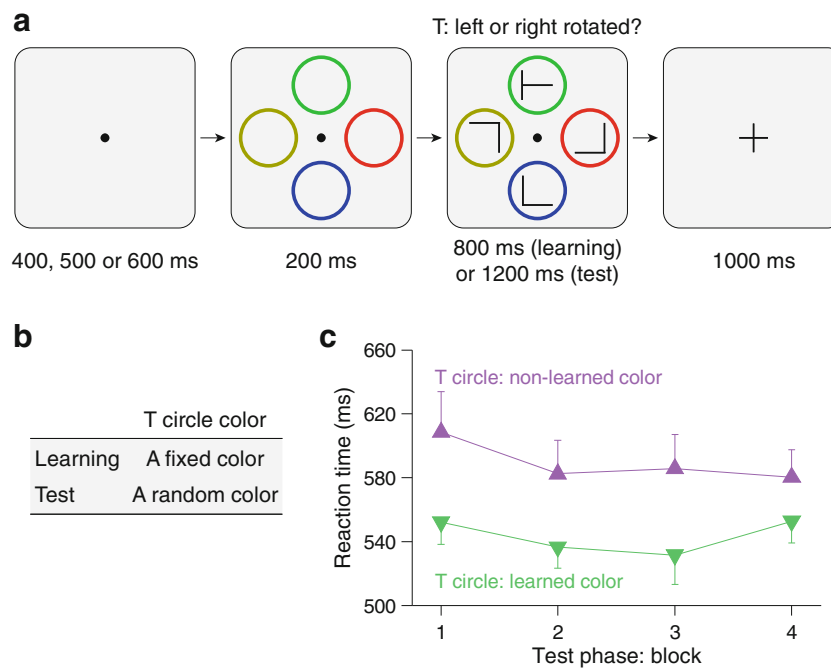 a
T: left or right rotated?
400, 500 or 600 ms
200 ms
800 ms (learning)
or 1200 ms (test)
1000 ms
b
T circle color
Learning A fixed color
Test A random color
c
660
620
580
540
500
Reaction time (ms)
T circle: non-learned color
T circle: learned color
1 2 3 4
Test phase: block